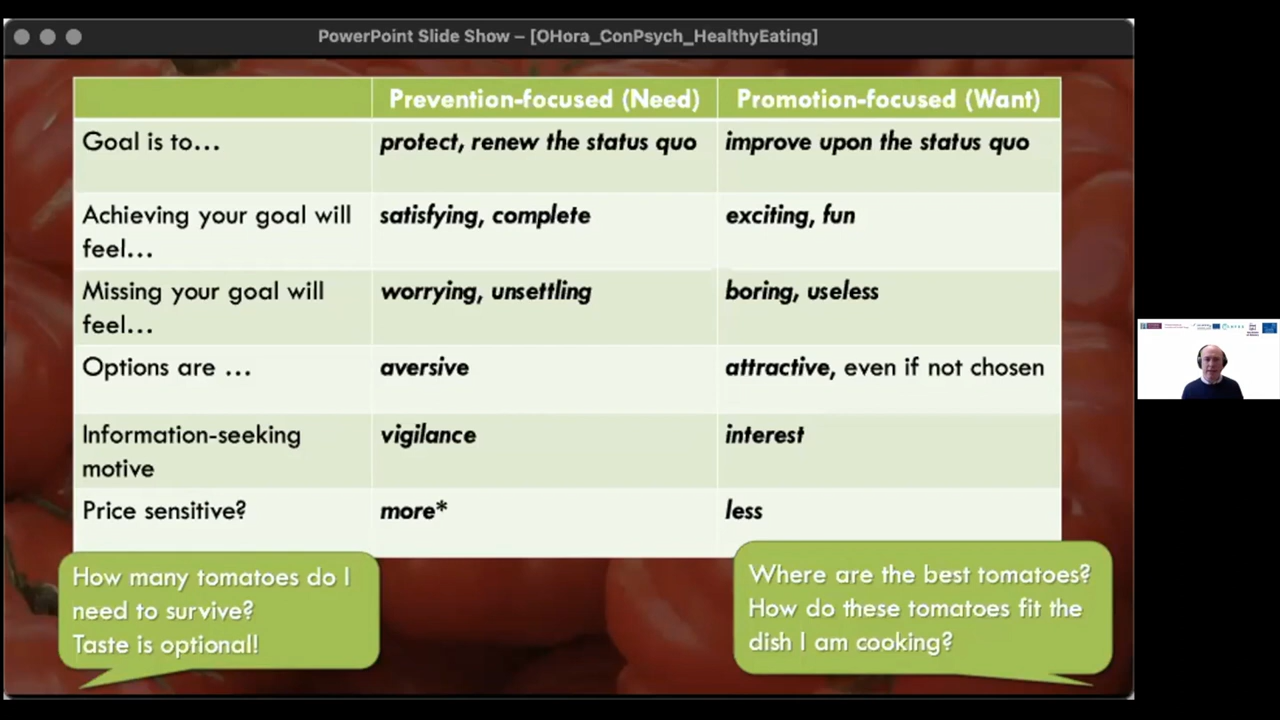 PowerPoint Slide Show – [OHora_ConPsych_HealthyEating]
Prevention-focused (Need)
Promotion-focused (Want)
Goal is to…
protect, renew the status quo
improve upon the status quo
Achieving your goal will
feel…
satisfying, complete
exciting, fun
Missing your goal will
feel…
worrying, unsettling
boring, useless
Options are …
aversive
attractive, even if not chosen
Information-seeking
motive
vigilance
interest
Price sensitive?
more*
less
How many tomatoes do I
need to survive?
Taste is optional!
Where are the best tomatoes?
How do these tomatoes fit the
dish I am cooking?